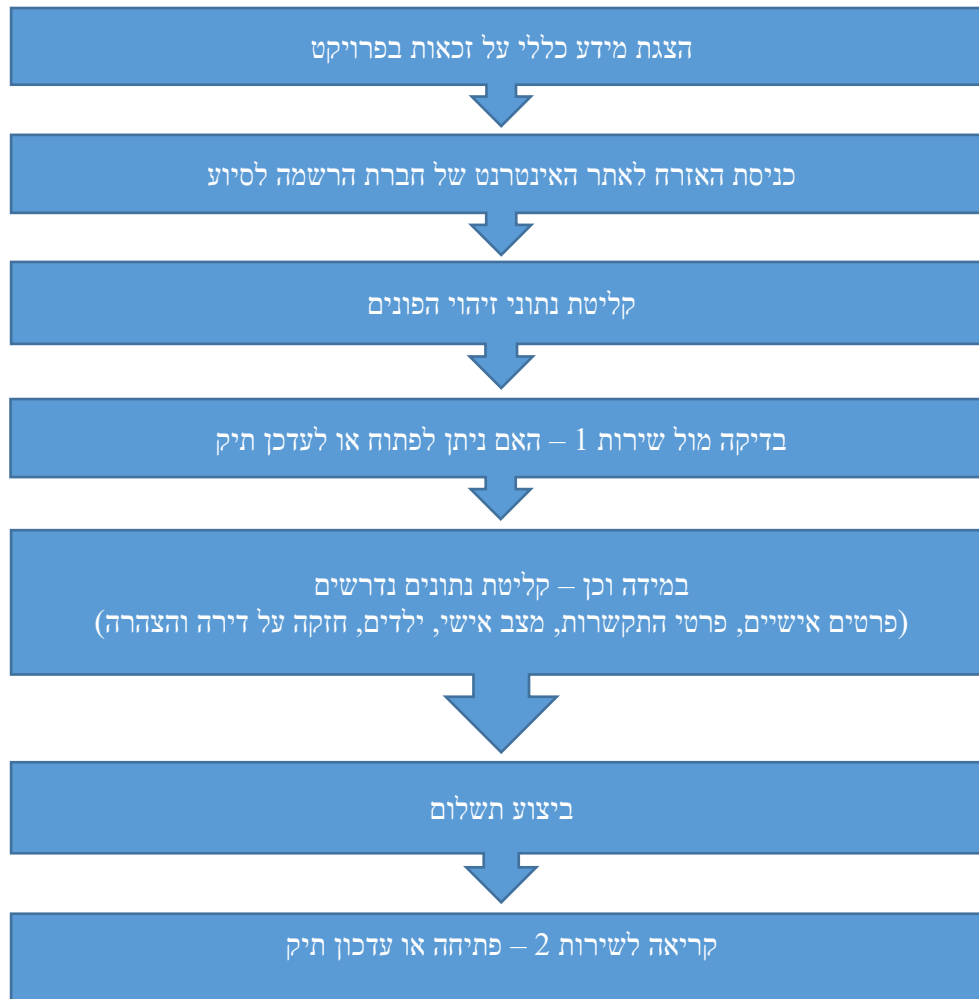 הצגת מידע כללי על זכאות בפרויקט
כניסת האזרח לאתר האינטרנט של חברת הרשמה לסיוע
קליטת נתוני זיהוי הפונים
בדיקה מול שירות 1 – האם ניתן לפתוח או לעדכן תיק
במידה וכן – קליטת נתונים נדרשים
(פרטים אישיים, פרטי התקשרות, מצב אישי, ילדים, חזקה על דירה והצהרה)
ביצוע תשלום
קריאה לשירות 2 – פתיחה או עדכון תיק